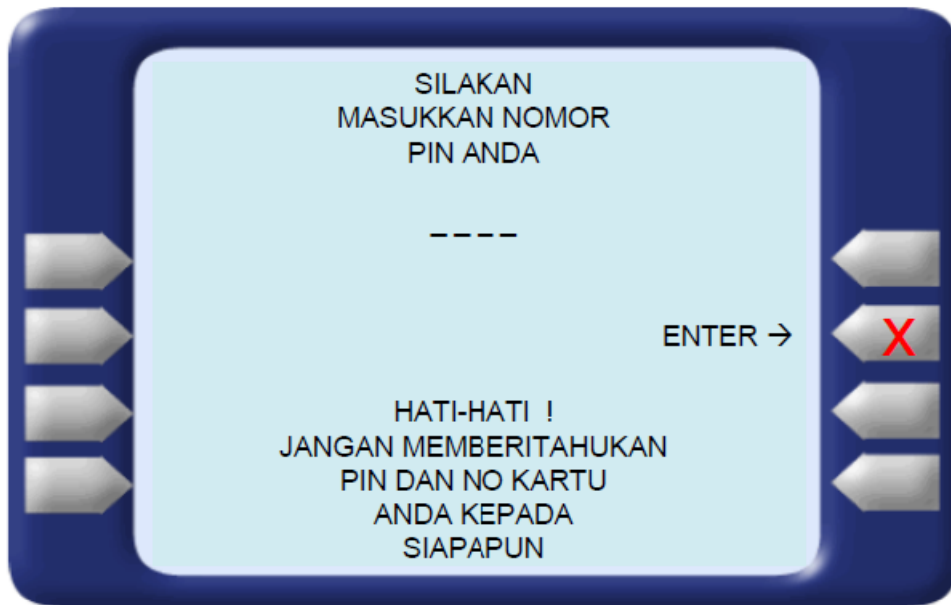 SILAKAN
MASUKKAN NOMOR
PIN ANDA
– – – –
ENTER →
X
HATI-HATI !
JANGAN MEMBERITAHUKAN
PIN DAN NO KARTU
ANDA KEPADA
SIAPAPUN